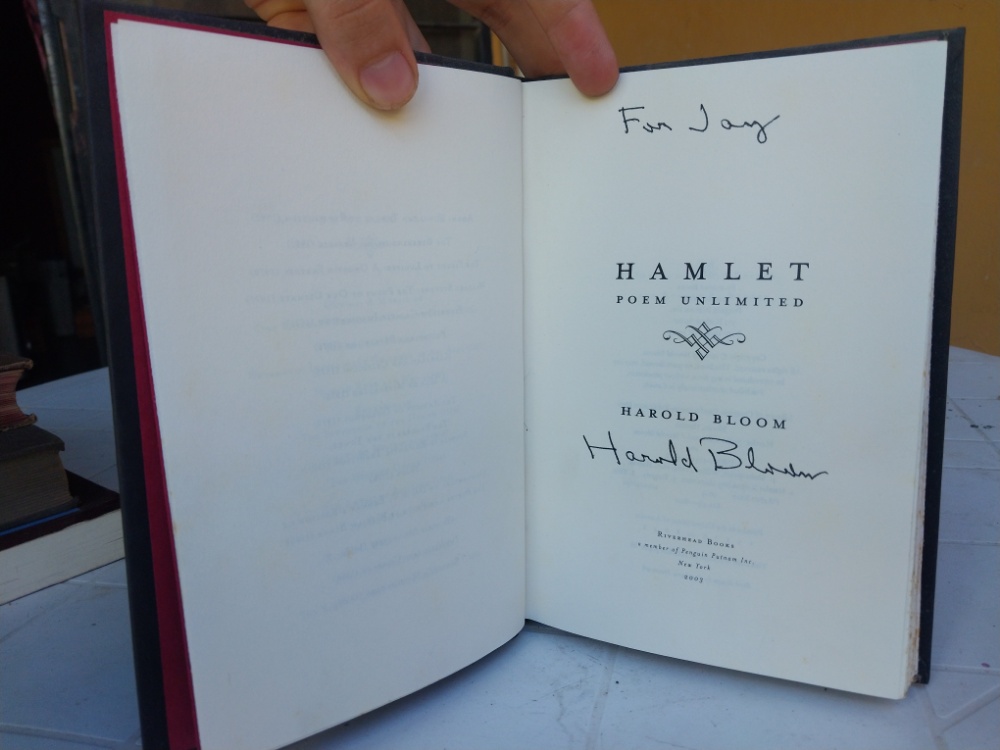 For Jay
HAMLET
POEM UNLIMITED
HAROLD BLOOM
Harold Bloom
RIVERHEAD BOOKS
a member of Penguin Putnam Inc.
New York
2003